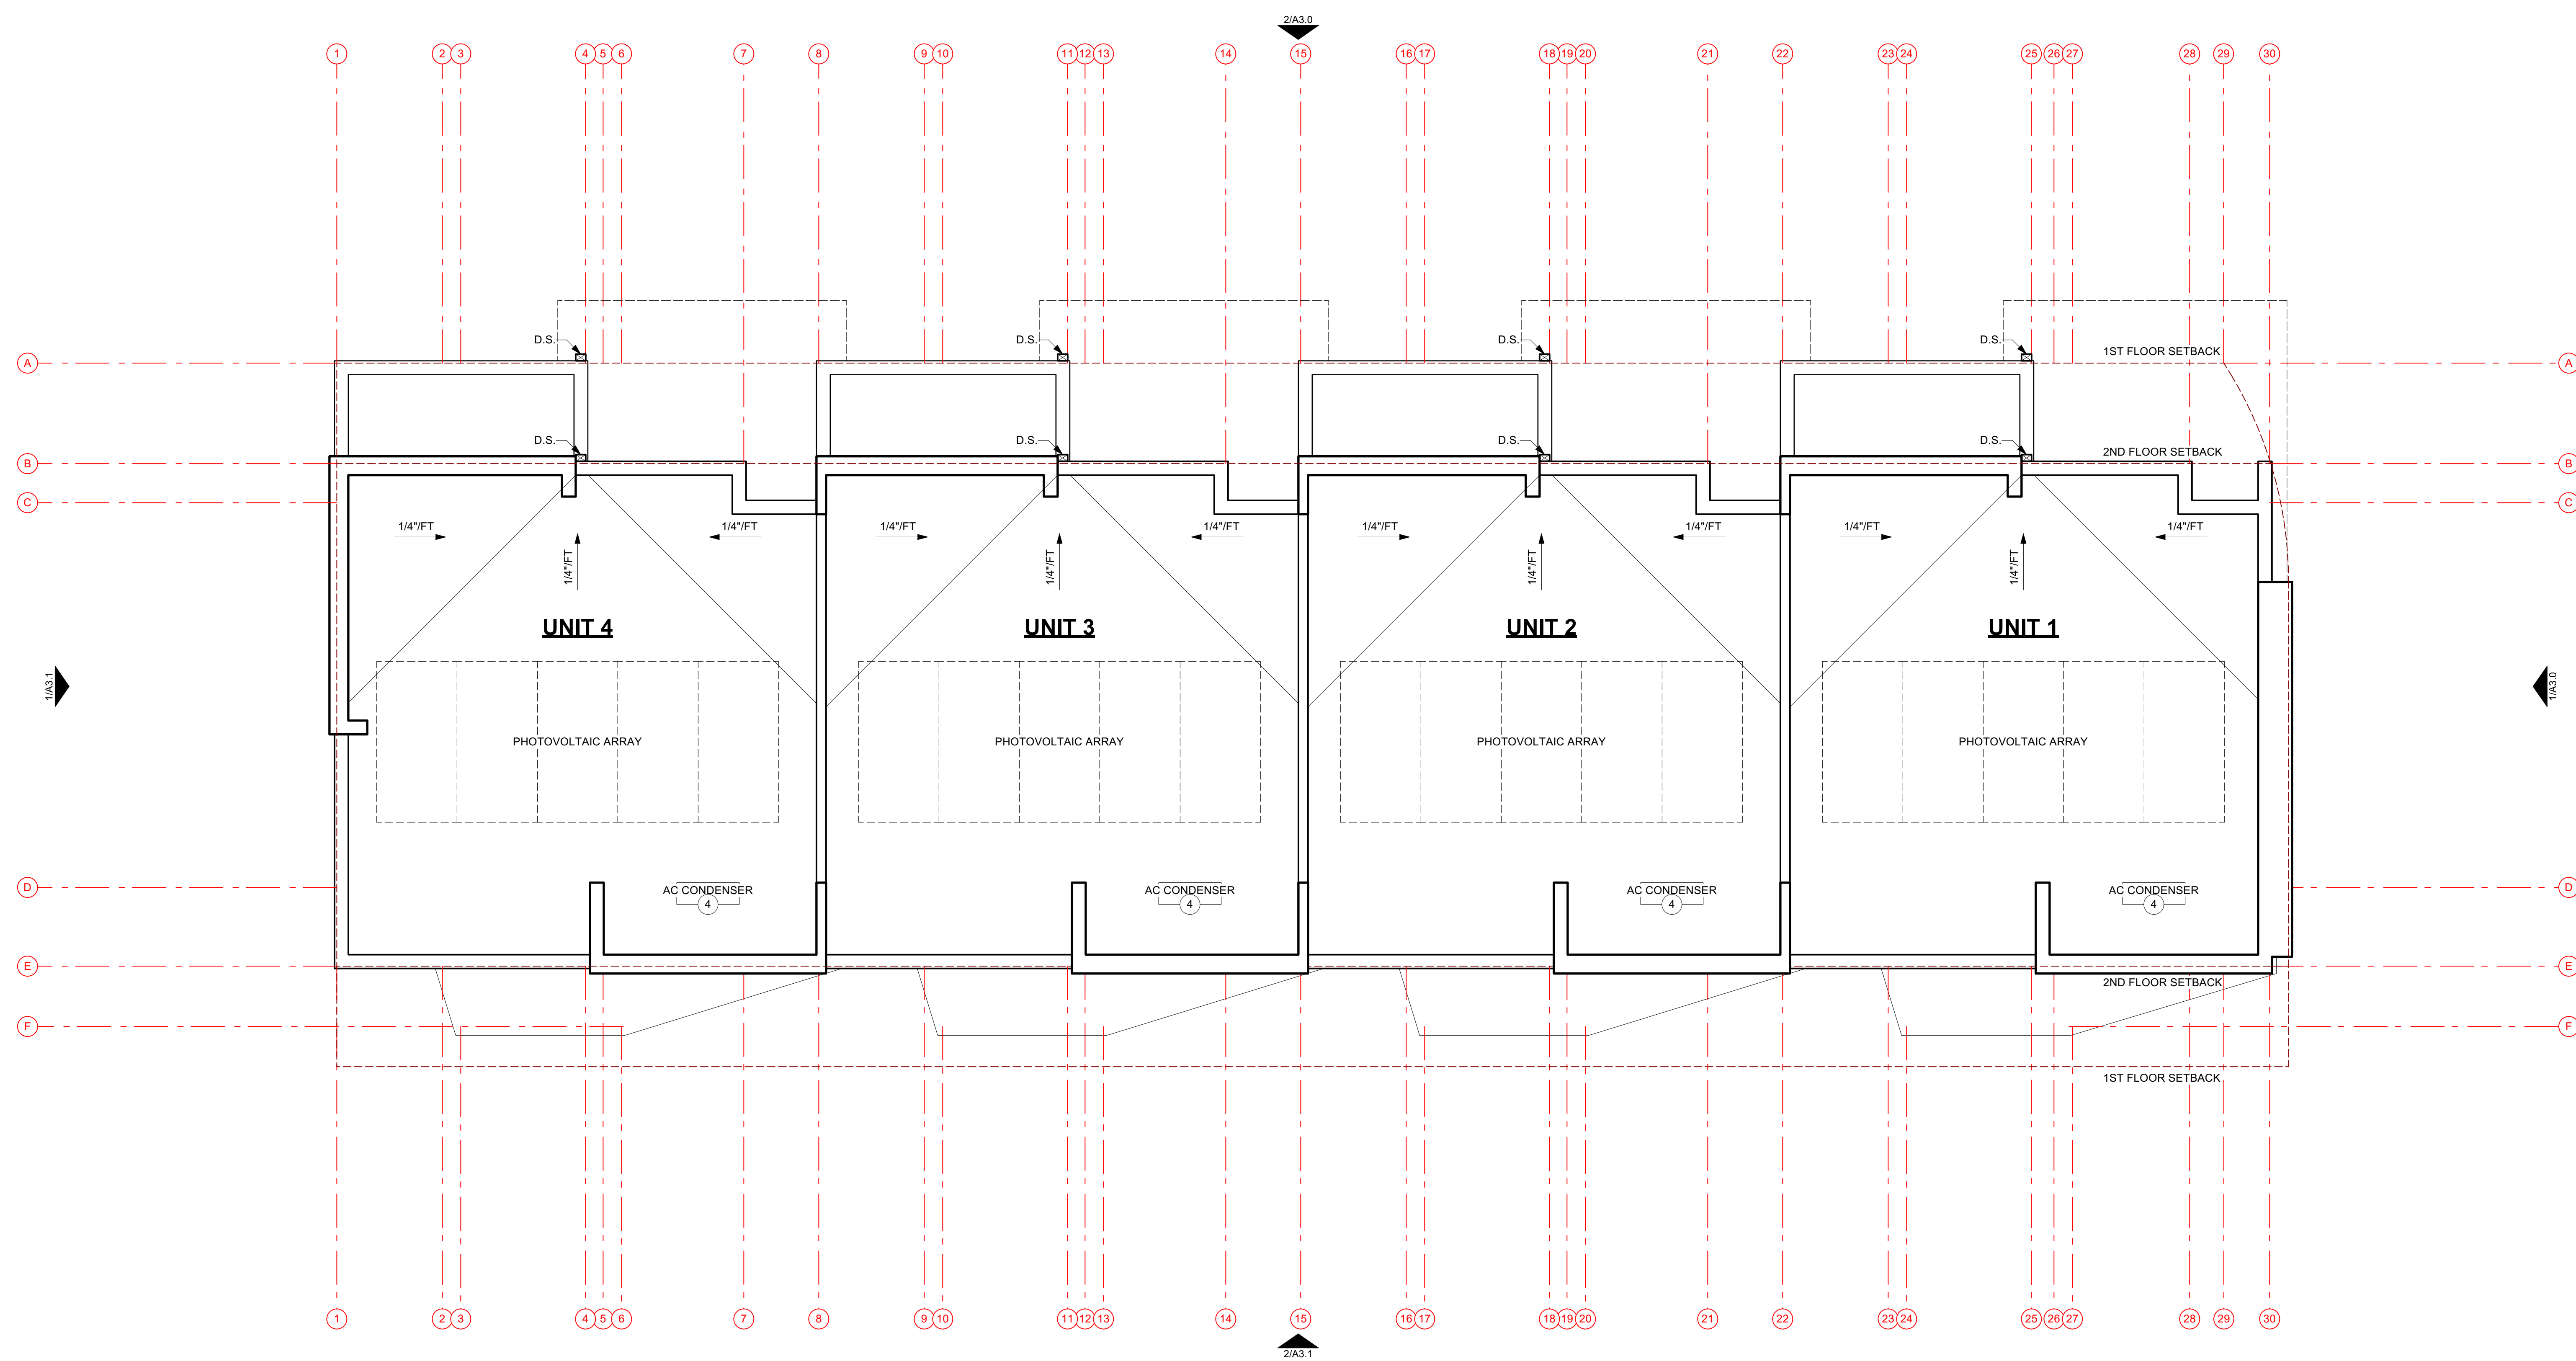 2/A3.0
1 2 3 4 5 6 7 8 9 10 11 12 13 14 15 16 17 18 19 20 21 22 23 24 25 26 27 28 29 30
D.S. D.S. D.S. D.S.
1ST FLOOR SETBACK
A A
D.S. D.S. D.S. D.S.
2ND FLOOR SETBACK
B B
C C
1/4"/FT 1/4"/FT 1/4"/FT 1/4"/FT 1/4"/FT 1/4"/FT 1/4"/FT 1/4"/FT
1/4"/FT 1/4"/FT 1/4"/FT 1/4"/FT
UNIT 4 UNIT 3 UNIT 2 UNIT 1
1/A3.1 1/A3.0
PHOTOVOLTAIC ARRAY PHOTOVOLTAIC ARRAY PHOTOVOLTAIC ARRAY PHOTOVOLTAIC ARRAY
D D
AC CONDENSER AC CONDENSER AC CONDENSER AC CONDENSER
4 4 4 4
E E
2ND FLOOR SETBACK
F F
1ST FLOOR SETBACK
1 2 3 4 5 6 7 8 9 10 11 12 13 14 15 16 17 18 19 20 21 22 23 24 25 26 27 28 29 30
2/A3.1